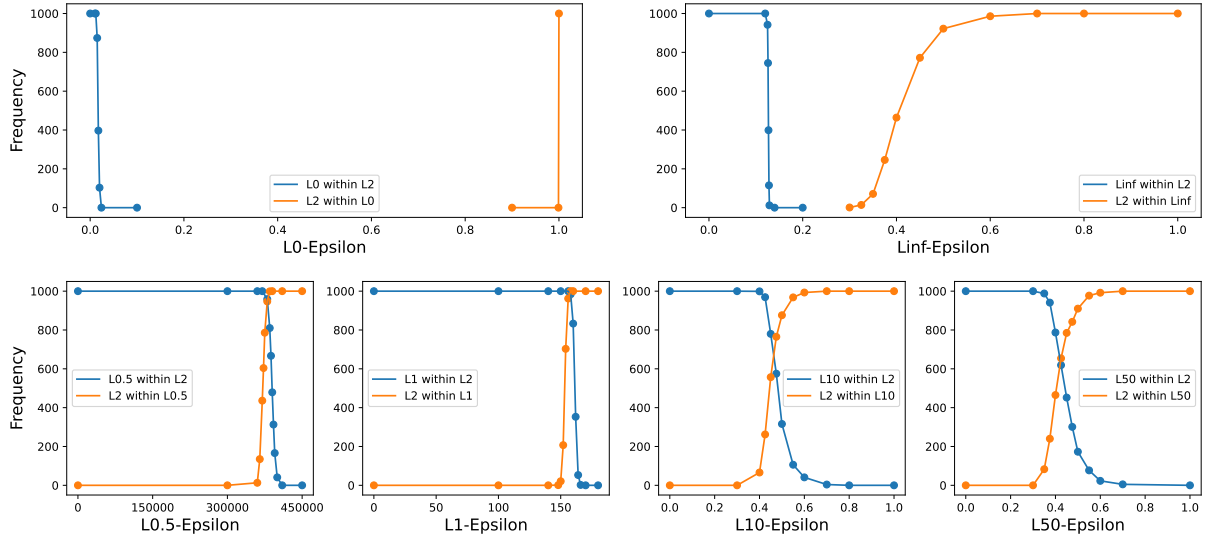 Frequency
1000
800
600
400
200
0
L0 within L2
L2 within L0
0.0 0.2 0.4 0.6 0.8 1.0
L0-Epsilon
1000
800
600
400
200
0
Linf within L2
L2 within Linf
0.0 0.2 0.4 0.6 0.8 1.0
Linf-Epsilon
Frequency
1000
800
600
400
200
0
L0.5 within L2
L2 within L0.5
0 150000 300000 450000
L0.5-Epsilon
1000
800
600
400
200
0
L1 within L2
L2 within L1
0 50 100 150
L1-Epsilon
1000
800
600
400
200
0
L10 within L2
L2 within L10
0.0 0.2 0.4 0.6 0.8 1.0
L10-Epsilon
1000
800
600
400
200
0
L50 within L2
L2 within L50
0.0 0.2 0.4 0.6 0.8 1.0
L50-Epsilon